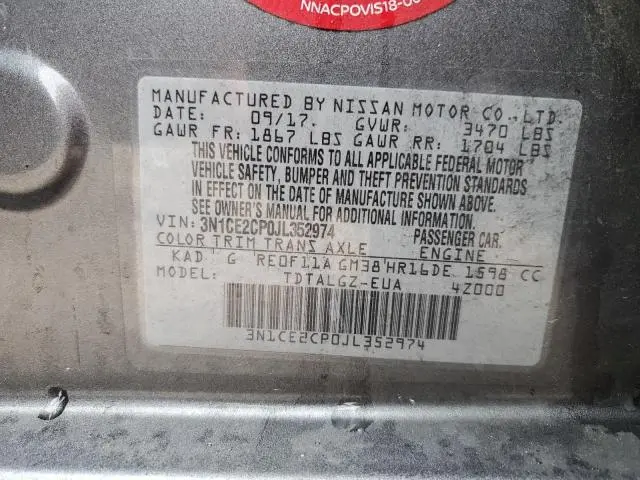 NNACPOVIS18-00
MANUFACTURED BY NISSAN MOTOR CO.,LTD.
DATE: 09/17. GVWR: 3470 LBS
GAWR FR: 1867 LBS GAWR RR: 1704 LBS
THIS VEHICLE CONFORMS TO ALL APPLICABLE FEDERAL MOTOR
VEHICLE SAFETY, BUMPER AND THEFT PREVENTION STANDARDS
IN EFFECT ON THE DATE OF MANUFACTURE SHOWN ABOVE.
SEE OWNER'S MANUAL FOR ADDITIONAL INFORMATION.
VIN: 3N1CE2CP0JL352974 PASSENGER CAR.
COLOR TRIM TRANS AXLE ENGINE
KAD G RE0F11A GM38 HR16DE 1598 CC
MODEL: TDTALGZ-EUA 4Z000
3N1CE2CP0JL352974